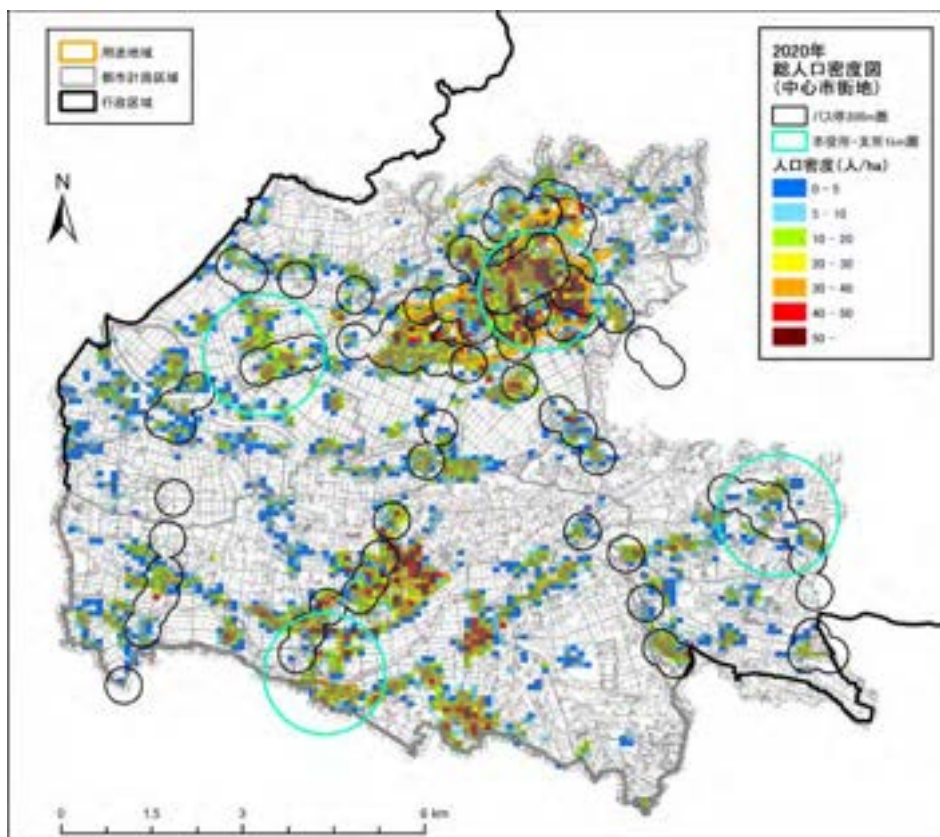 用途地域
都市計画区域
行政区域
N
2020年
総人口密度図
(中心市街地)
バス停300m圏
市役所・支所1km圏
人口密度(人/ha)
0 - 5
5 - 10
10 - 20
20 - 30
30 - 40
40 - 50
50 -
0 1.5 3 6 km